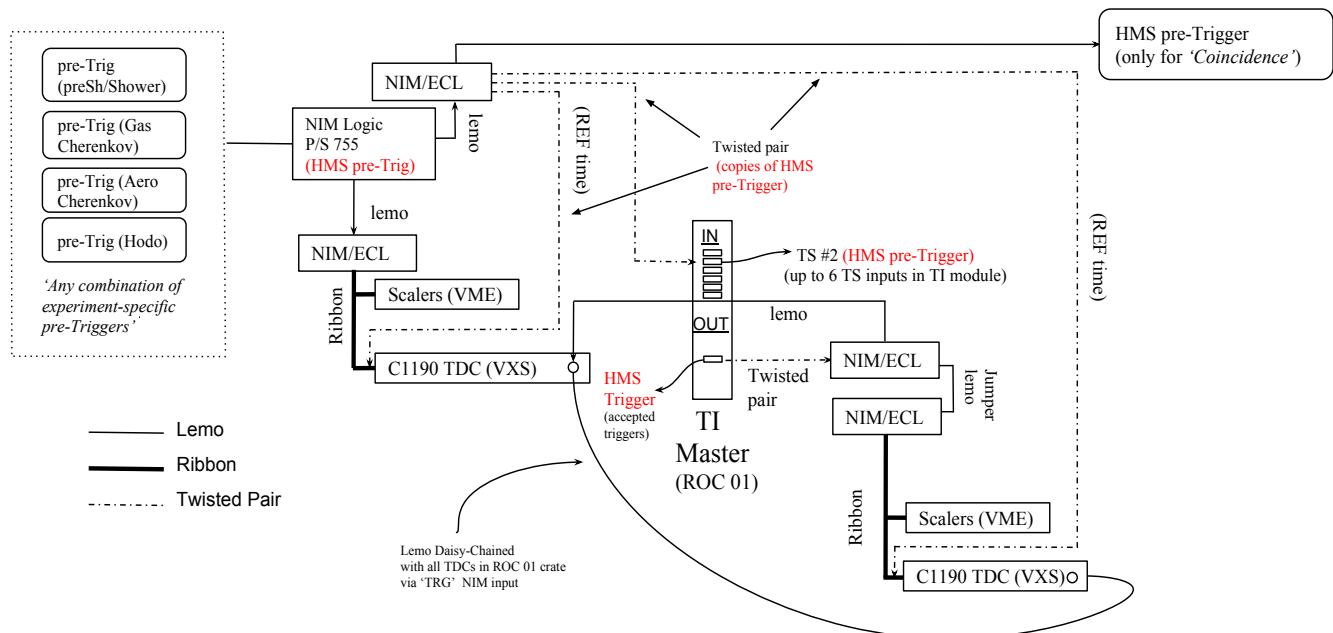 pre-Trig
(preSh/Shower)
pre-Trig (Gas
Cherenkov)
pre-Trig (Aero
Cherenkov)
pre-Trig (Hodo)
‘Any combination of
experiment-specific
pre-Triggers’
NIM/ECL
NIM Logic
P/S 755
(HMS pre-Trig)
lemo
lemo
NIM/ECL
Ribbon
Scalers (VME)
C1190 TDC (VXS)
(REF time)
Twisted pair
(copies of HMS
pre-Trigger)
HMS pre-Trigger
(only for ‘Coincidence’)
(REF time)
IN
TS #2 (HMS pre-Trigger)
(up to 6 TS inputs in TI module)
lemo
OUT
HMS
Trigger
(accepted
triggers)
Twisted
pair
TI
Master
(ROC 01)
NIM/ECL
Jumper
lemo
NIM/ECL
Ribbon
Scalers (VME)
C1190 TDC (VXS)
Lemo
Ribbon
Twisted Pair
Lemo Daisy-Chained
with all TDCs in ROC 01 crate
via ‘TRG’ NIM input